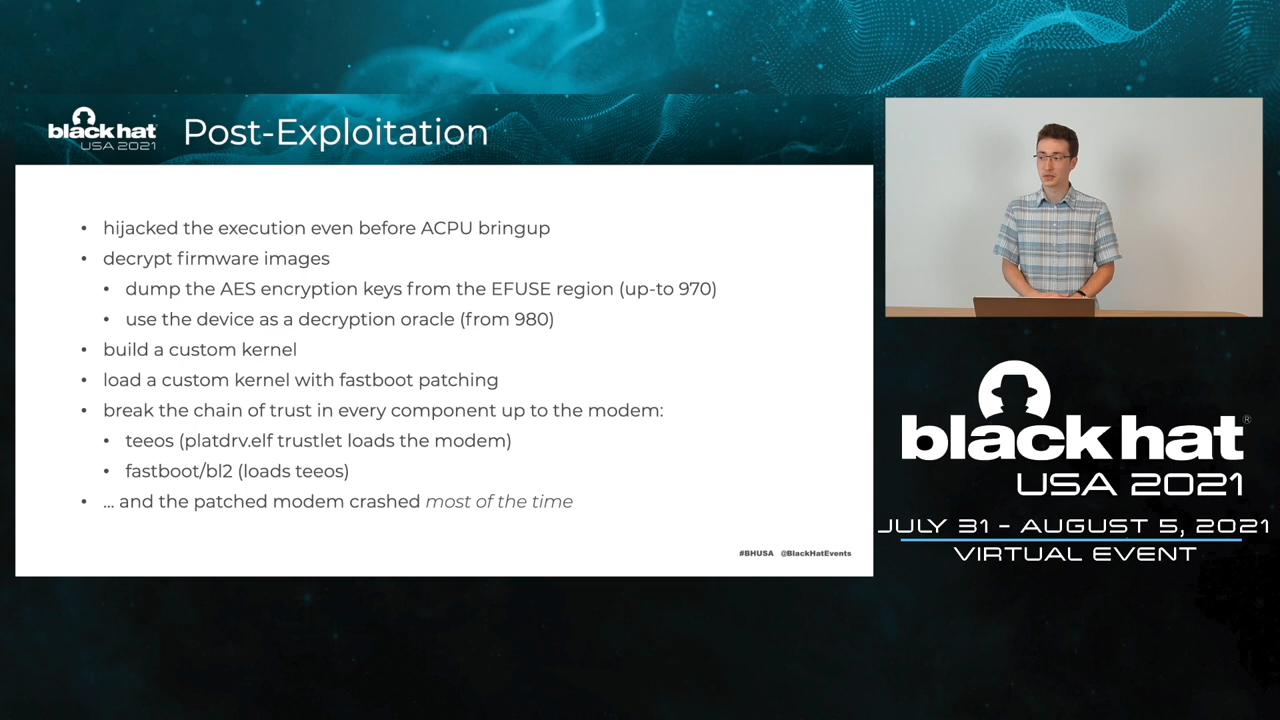 black hat
USA 2021
Post-Exploitation
• hijacked the execution even before ACPU bringup
• decrypt firmware images
• dump the AES encryption keys from the EFUSE region (up-to 970)
• use the device as a decryption oracle (from 980)
• build a custom kernel
• load a custom kernel with fastboot patching
• break the chain of trust in every component up to the modem:
• teeos (platdrv.elf trustlet loads the modem)
• fastboot/bl2 (loads teeos)
• ... and the patched modem crashed most of the time
#BHUSA @BlackHatEvents
black hat®
USA 2021
JULY 31 - AUGUST 5, 2021
VIRTUAL EVENT